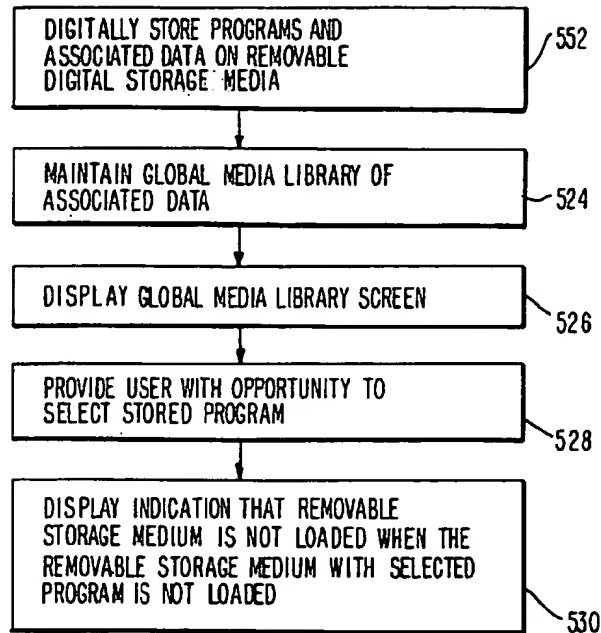 DIGITALLY STORE PROGRAMS AND
ASSOCIATED DATA ON REMOVABLE
DIGITAL STORAGE MEDIA
552
MAINTAIN GLOBAL MEDIA LIBRARY OF
ASSOCIATED DATA
524
DISPLAY GLOBAL MEDIA LIBRARY SCREEN
526
PROVIDE USER WITH OPPORTUNITY TO
SELECT STORED PROGRAM
528
DISPLAY INDICATION THAT REMOVABLE
STORAGE MEDIUM IS NOT LOADED WHEN THE
REMOVABLE STORAGE MEDIUM WITH SELECTED
PROGRAM IS NOT LOADED
530